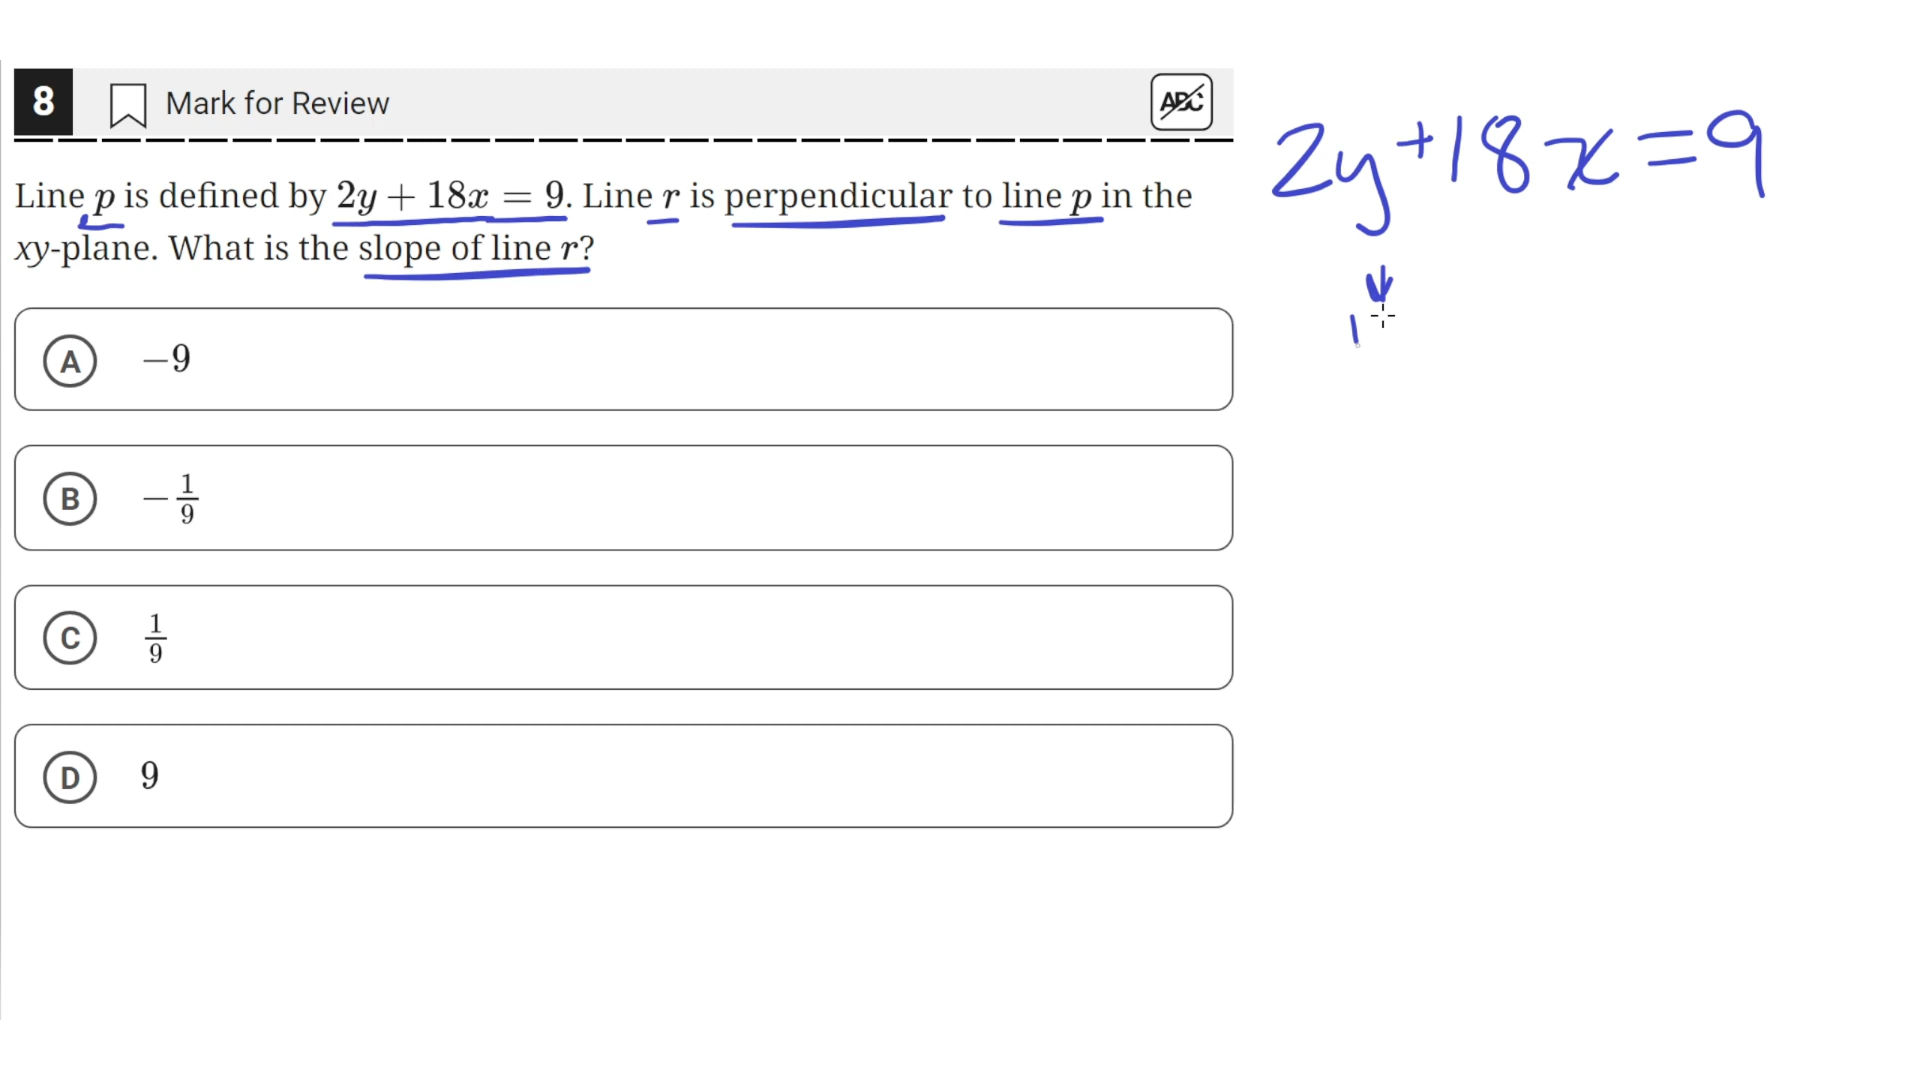 8 Mark for Review ABC
Line p is defined by 2y + 18x = 9. Line r is perpendicular to line p in the
xy-plane. What is the slope of line r?
A −9
B −1/9
C 1/9
D 9
2y+18x=9